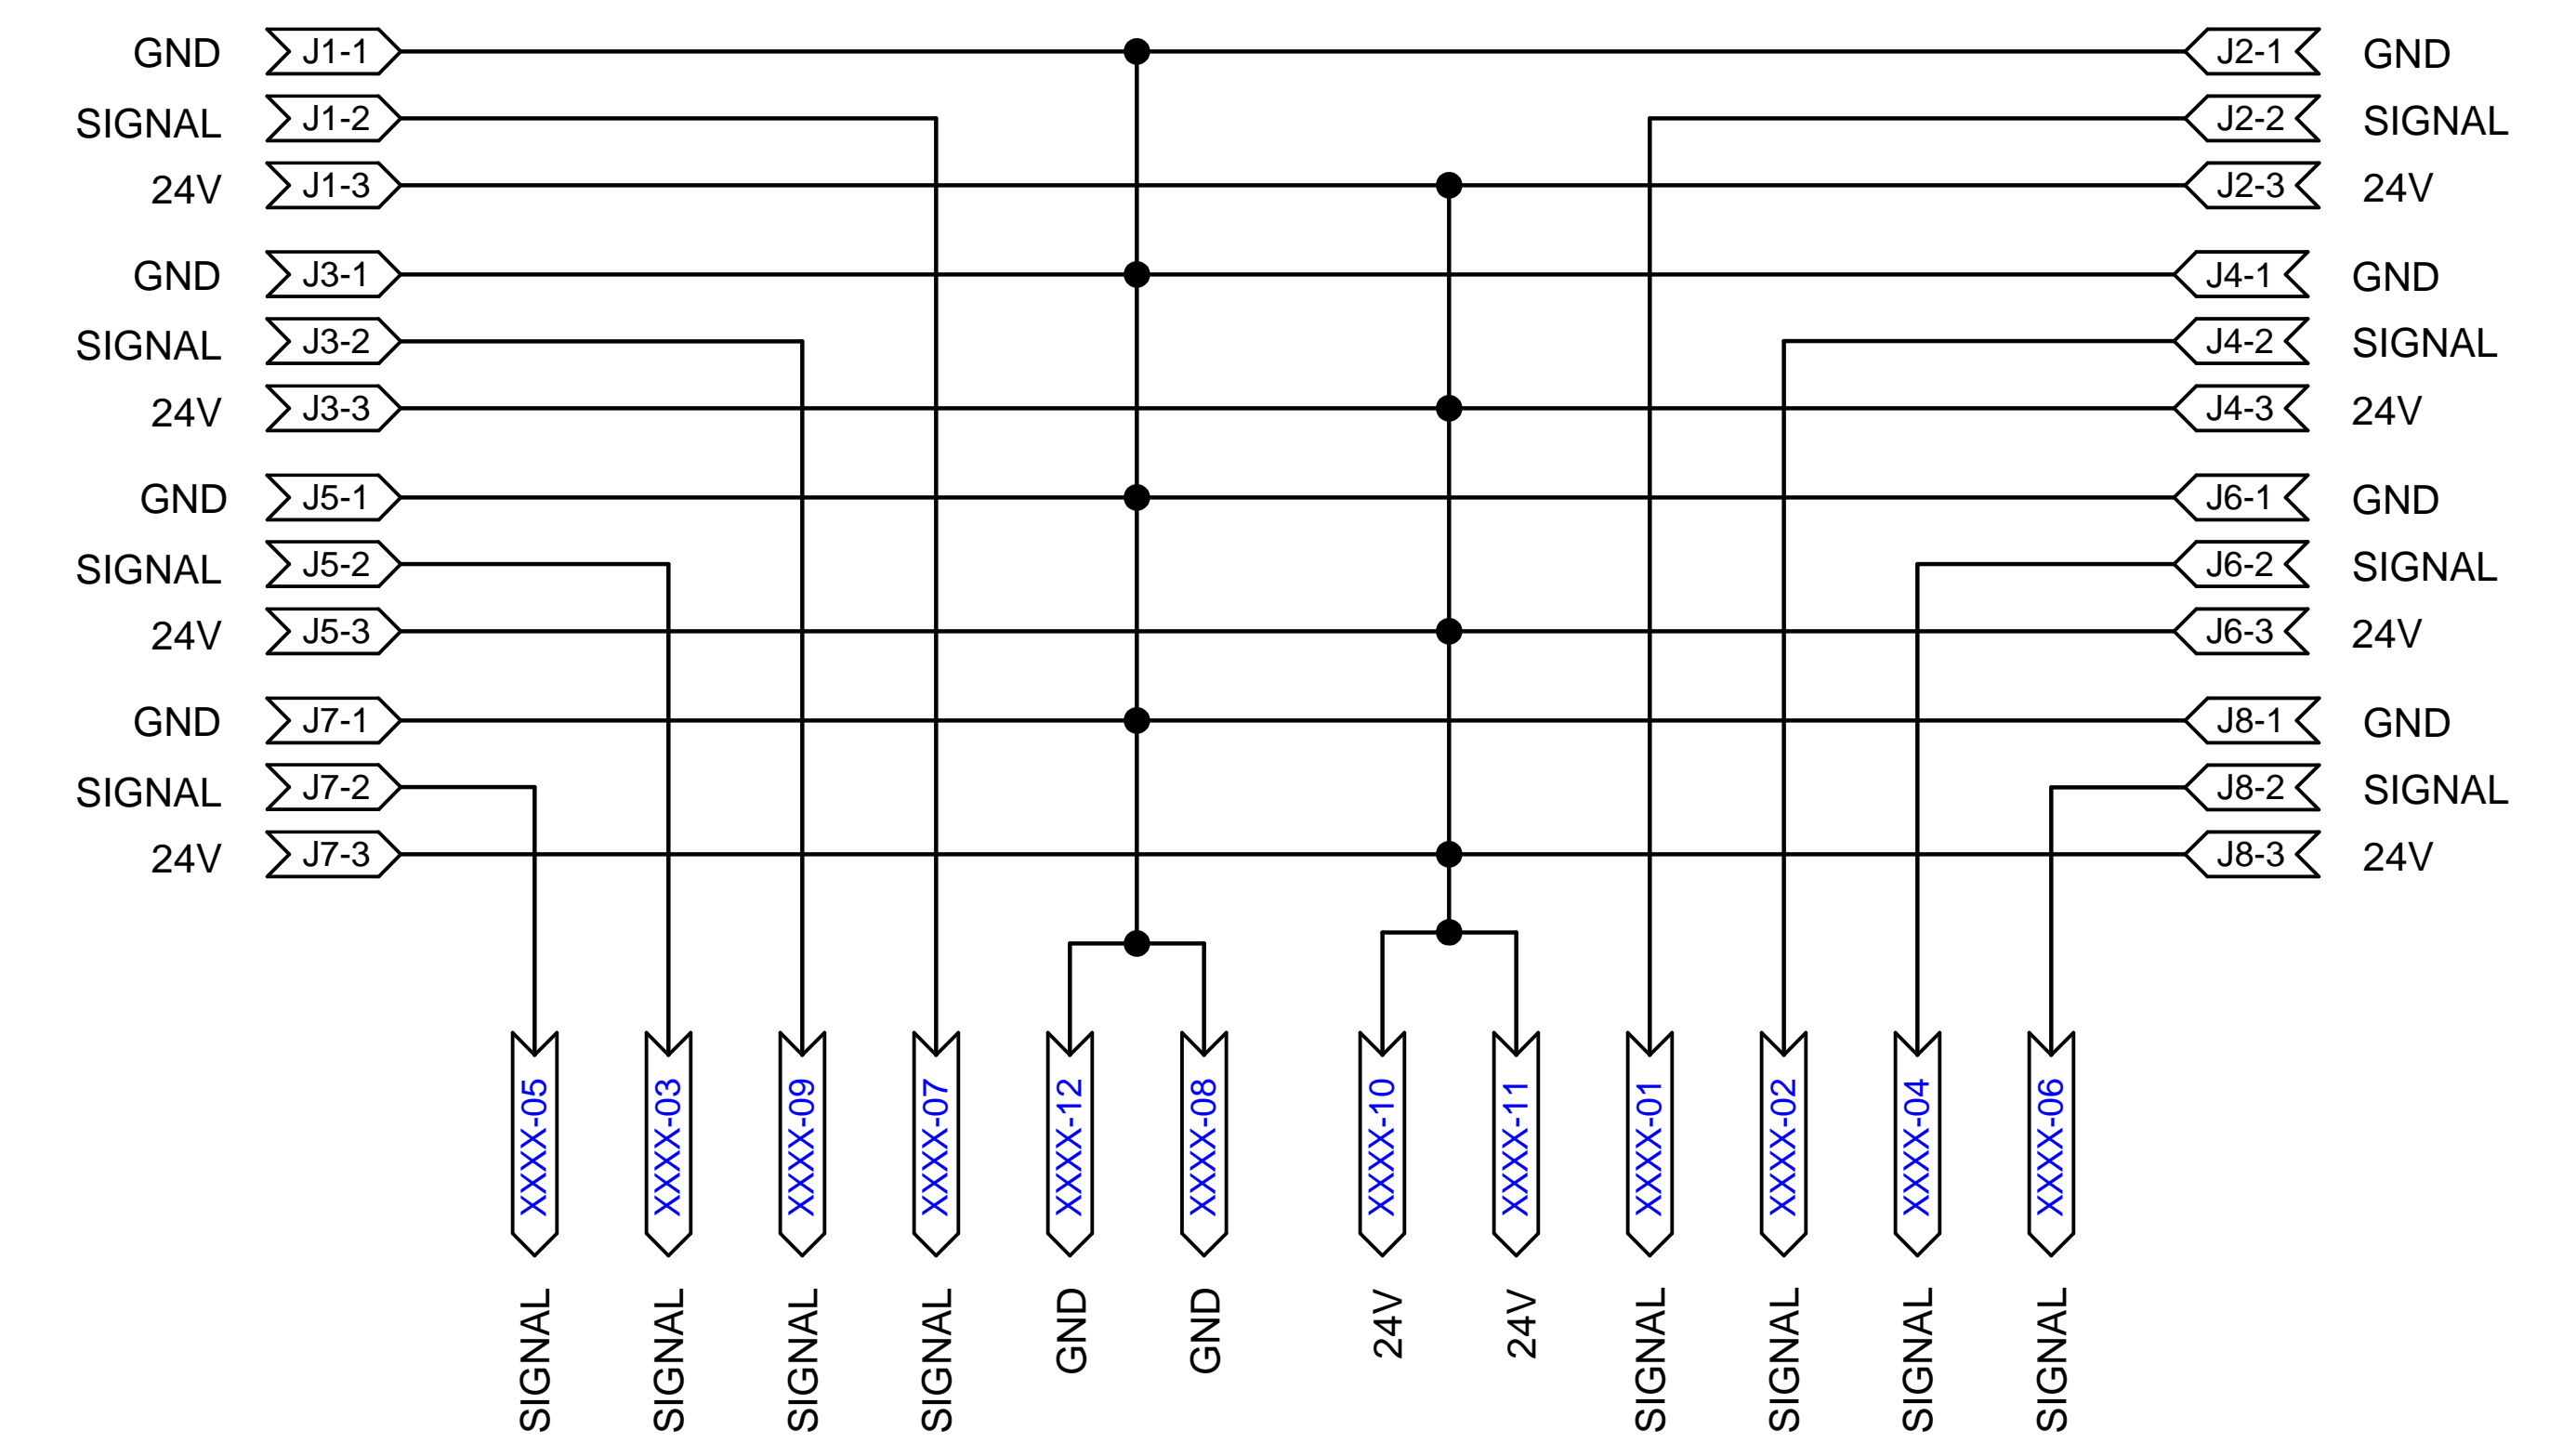 GND J1-1 J2-1 GND
SIGNAL J1-2 J2-2 SIGNAL
24V J1-3 J2-3 24V
GND J3-1 J4-1 GND
SIGNAL J3-2 J4-2 SIGNAL
24V J3-3 J4-3 24V
GND J5-1 J6-1 GND
SIGNAL J5-2 J6-2 SIGNAL
24V J5-3 J6-3 24V
GND J7-1 J8-1 GND
SIGNAL J7-2 J8-2 SIGNAL
24V J7-3 J8-3 24V
XXXX-05
XXXX-03
XXXX-09
XXXX-07
XXXX-12
XXXX-08
XXXX-10
XXXX-11
XXXX-01
XXXX-02
XXXX-04
XXXX-06
SIGNAL
SIGNAL
SIGNAL
SIGNAL
GND
GND
24V
24V
SIGNAL
SIGNAL
SIGNAL
SIGNAL